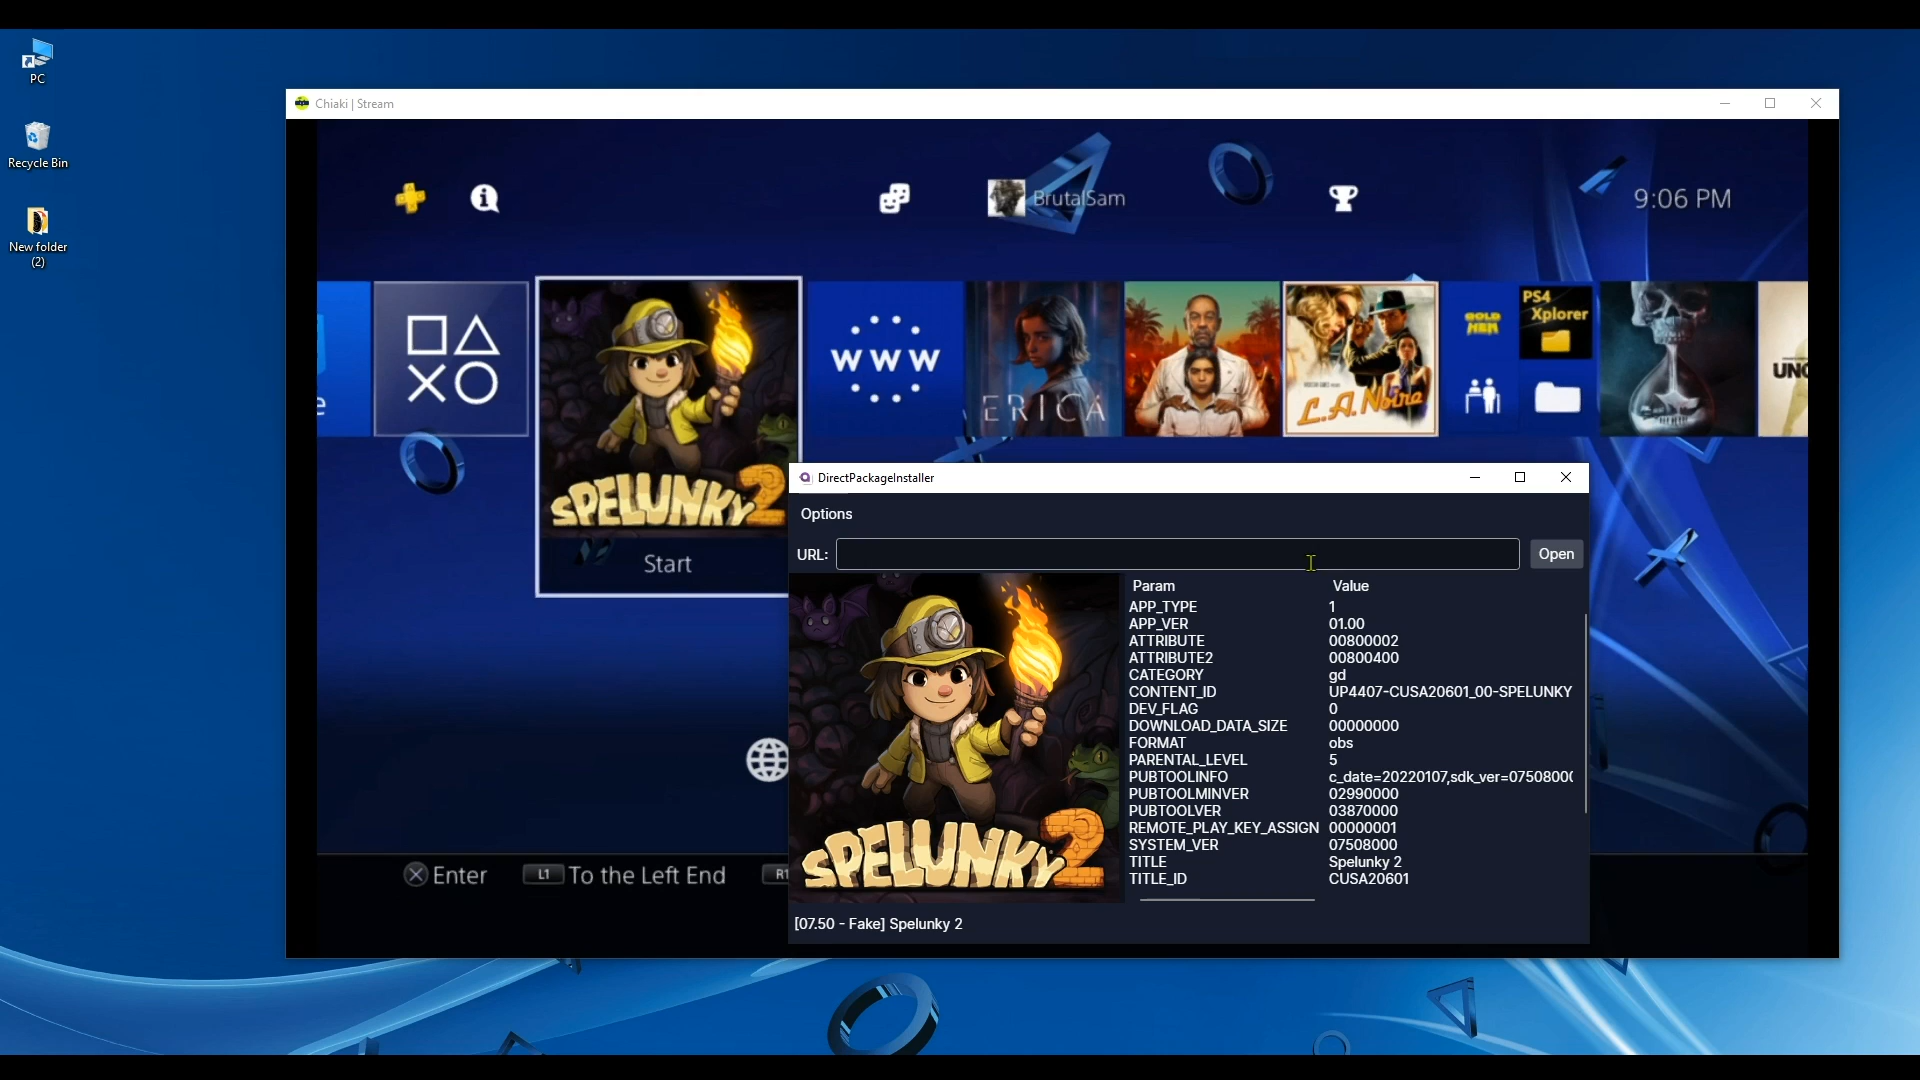 PC
Recycle Bin
New folder
(2)
Chiaki | Stream
BrutalSam
9:06 PM
SPELUNKY 2
Start
WWW
ERICA
L.A. Noire
GOLD
HEN
PS4
Xplorer
UNC
e
Enter
L1 To the Left End
R1
DirectPackageInstaller
Options
URL:
Open
Param Value
APP_TYPE 1
APP_VER 01.00
ATTRIBUTE 00800002
ATTRIBUTE2 00800400
CATEGORY gd
CONTENT_ID UP4407-CUSA20601_00-SPELUNKY
DEV_FLAG 0
DOWNLOAD_DATA_SIZE 00000000
FORMAT obs
PARENTAL_LEVEL 5
PUBTOOLINFO c_date=20220107,sdk_ver=0750800(
PUBTOOLMINVER 02990000
PUBTOOLVER 03870000
REMOTE_PLAY_KEY_ASSIGN 00000001
SYSTEM_VER 07508000
TITLE Spelunky 2
TITLE_ID CUSA20601
SPELUNKY 2
[07.50 - Fake] Spelunky 2